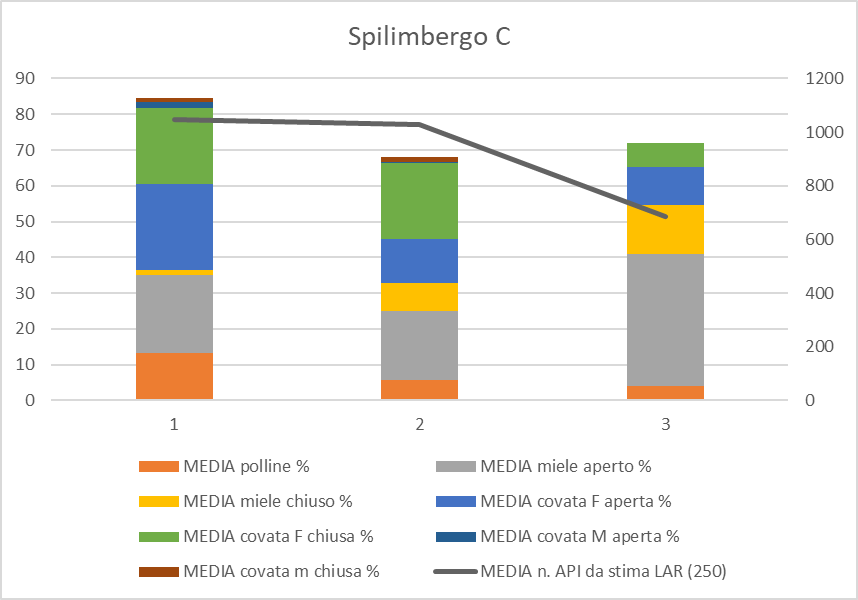 Spilimbergo C
90 1200
80 1000
70
60 800
50 600
40
30 400
20 200
10
0 0
1 2 3
MEDIA polline % MEDIA miele aperto %
MEDIA miele chiuso % MEDIA covata F aperta %
MEDIA covata F chiusa % MEDIA covata M aperta %
MEDIA covata m chiusa % MEDIA n. API da stima LAR (250)